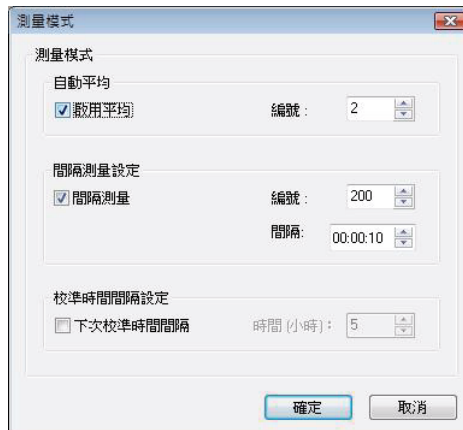 測量模式
測量模式
自動平均
啟用平均 編號： 2
間隔測量設定
間隔測量 編號： 200
間隔: 00:00:10
校準時間間隔設定
下次校準時間間隔 時間 (小時)： 5
確定 取消